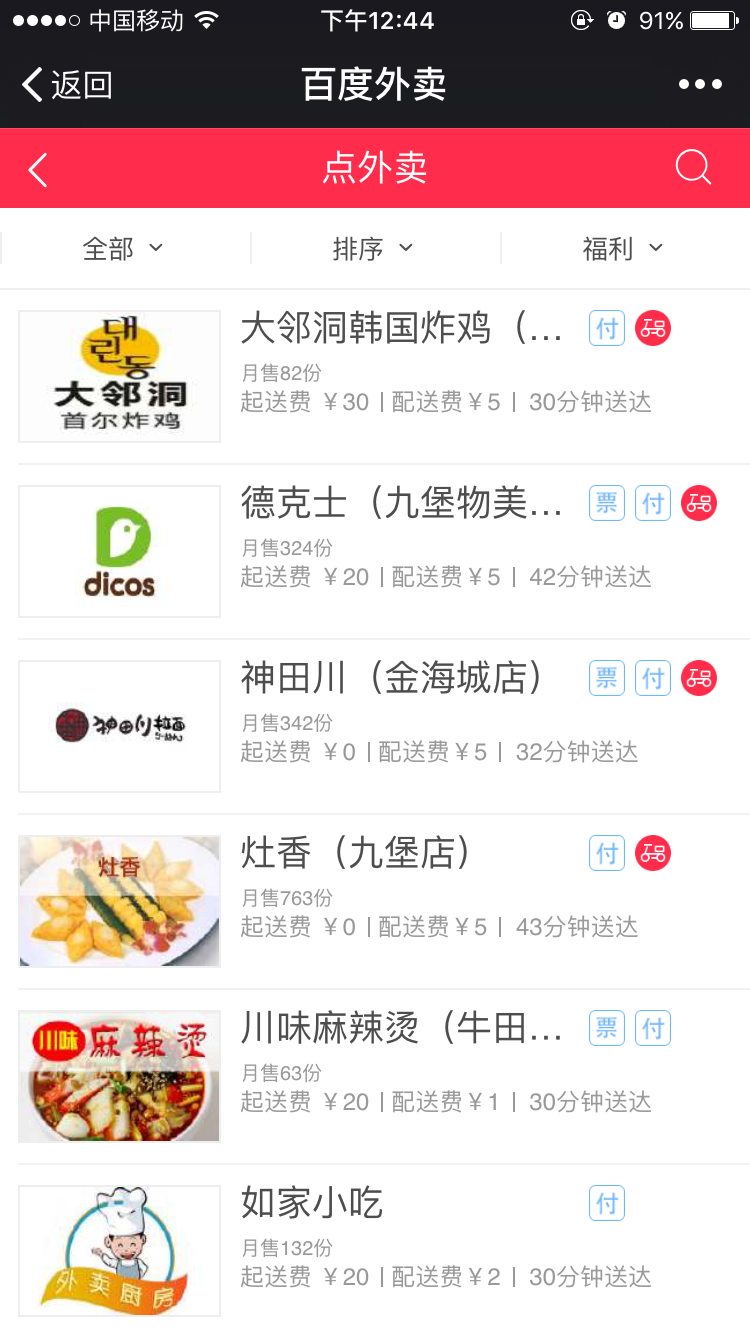 中国移动
下午12:44
91%
返回
百度外卖
点外卖
全部
排序
福利
대린동
大邻洞
首尔炸鸡
大邻洞韩国炸鸡（...
付
月售82份
起送费 ￥30 | 配送费￥5 | 30分钟送达
dicos
德克士（九堡物美...
票 付
月售324份
起送费 ￥20 | 配送费￥5 | 42分钟送达
神田川拉面
神田川（金海城店）
票 付
月售342份
起送费 ￥0 | 配送费￥5 | 32分钟送达
灶香
灶香（九堡店）
付
月售763份
起送费 ￥0 | 配送费￥5 | 43分钟送达
川味麻辣烫
川味麻辣烫（牛田...
票 付
月售63份
起送费 ￥20 | 配送费￥1 | 30分钟送达
外卖厨房
如家小吃
付
月售132份
起送费 ￥20 | 配送费￥2 | 30分钟送达